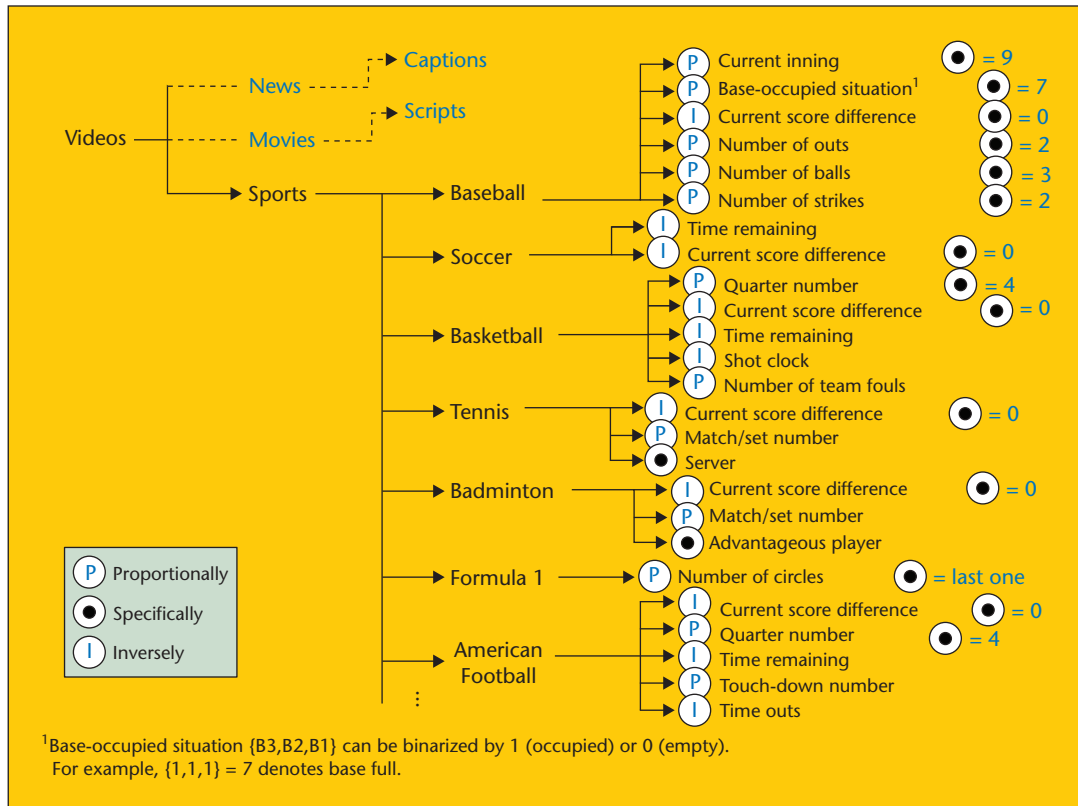 Videos
News
Captions
Movies
Scripts
Sports
Baseball
P Current inning = 9
P Base-occupied situation¹ = 7
I Current score difference = 0
P Number of outs = 2
P Number of balls = 3
P Number of strikes = 2
Soccer
I Time remaining
I Current score difference = 0
Basketball
P Quarter number = 4
I Current score difference = 0
I Time remaining
I Shot clock
P Number of team fouls
Tennis
I Current score difference = 0
P Match/set number
Server
Badminton
I Current score difference = 0
P Match/set number
Advantageous player
Formula 1
P Number of circles = last one
American
Football
I Current score difference = 0
P Quarter number = 4
I Time remaining
P Touch-down number
I Time outs
⋮
P Proportionally
Specifically
I Inversely
¹Base-occupied situation {B3,B2,B1} can be binarized by 1 (occupied) or 0 (empty).
For example, {1,1,1} = 7 denotes base full.